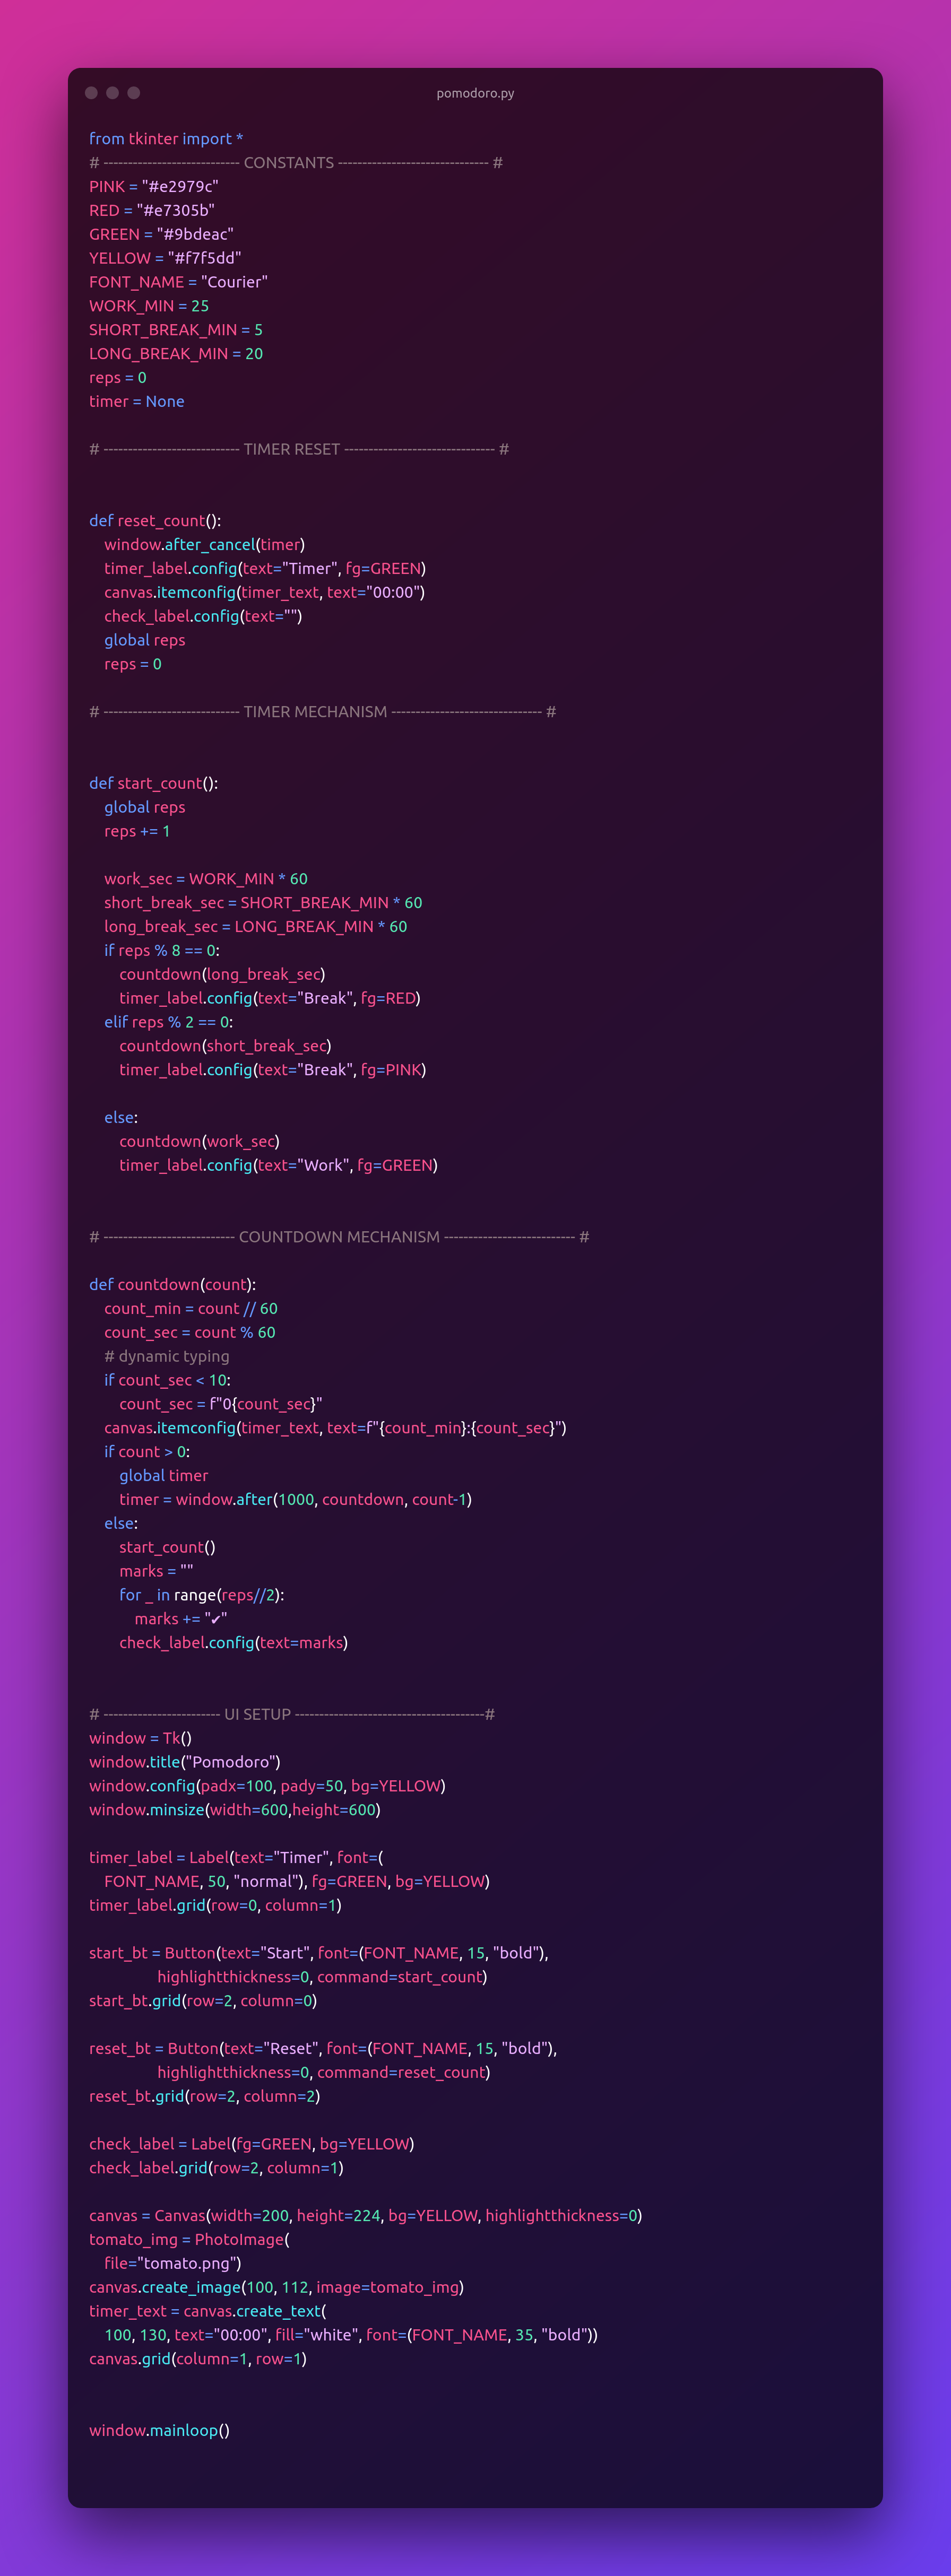 pomodoro.py
from tkinter import *
# ---------------------------- CONSTANTS ------------------------------- #
PINK = "#e2979c"
RED = "#e7305b"
GREEN = "#9bdeac"
YELLOW = "#f7f5dd"
FONT_NAME = "Courier"
WORK_MIN = 25
SHORT_BREAK_MIN = 5
LONG_BREAK_MIN = 20
reps = 0
timer = None
# ---------------------------- TIMER RESET ------------------------------- #
def reset_count():
    window.after_cancel(timer)
    timer_label.config(text="Timer", fg=GREEN)
    canvas.itemconfig(timer_text, text="00:00")
    check_label.config(text="")
    global reps
    reps = 0
# ---------------------------- TIMER MECHANISM ------------------------------- #
def start_count():
    global reps
    reps += 1
    work_sec = WORK_MIN * 60
    short_break_sec = SHORT_BREAK_MIN * 60
    long_break_sec = LONG_BREAK_MIN * 60
    if reps % 8 == 0:
        countdown(long_break_sec)
        timer_label.config(text="Break", fg=RED)
    elif reps % 2 == 0:
        countdown(short_break_sec)
        timer_label.config(text="Break", fg=PINK)
    else:
        countdown(work_sec)
        timer_label.config(text="Work", fg=GREEN)
# --------------------------- COUNTDOWN MECHANISM --------------------------- #
def countdown(count):
    count_min = count // 60
    count_sec = count % 60
    # dynamic typing
    if count_sec < 10:
        count_sec = f"0{count_sec}"
    canvas.itemconfig(timer_text, text=f"{count_min}:{count_sec}")
    if count > 0:
        global timer
        timer = window.after(1000, countdown, count-1)
    else:
        start_count()
        marks = ""
        for _ in range(reps//2):
            marks += "✔"
        check_label.config(text=marks)
# ------------------------ UI SETUP ---------------------------------------#
window = Tk()
window.title("Pomodoro")
window.config(padx=100, pady=50, bg=YELLOW)
window.minsize(width=600,height=600)
timer_label = Label(text="Timer", font=(
    FONT_NAME, 50, "normal"), fg=GREEN, bg=YELLOW)
timer_label.grid(row=0, column=1)
start_bt = Button(text="Start", font=(FONT_NAME, 15, "bold"),
                  highlightthickness=0, command=start_count)
start_bt.grid(row=2, column=0)
reset_bt = Button(text="Reset", font=(FONT_NAME, 15, "bold"),
                  highlightthickness=0, command=reset_count)
reset_bt.grid(row=2, column=2)
check_label = Label(fg=GREEN, bg=YELLOW)
check_label.grid(row=2, column=1)
canvas = Canvas(width=200, height=224, bg=YELLOW, highlightthickness=0)
tomato_img = PhotoImage(
    file="tomato.png")
canvas.create_image(100, 112, image=tomato_img)
timer_text = canvas.create_text(
    100, 130, text="00:00", fill="white", font=(FONT_NAME, 35, "bold"))
canvas.grid(column=1, row=1)
window.mainloop()